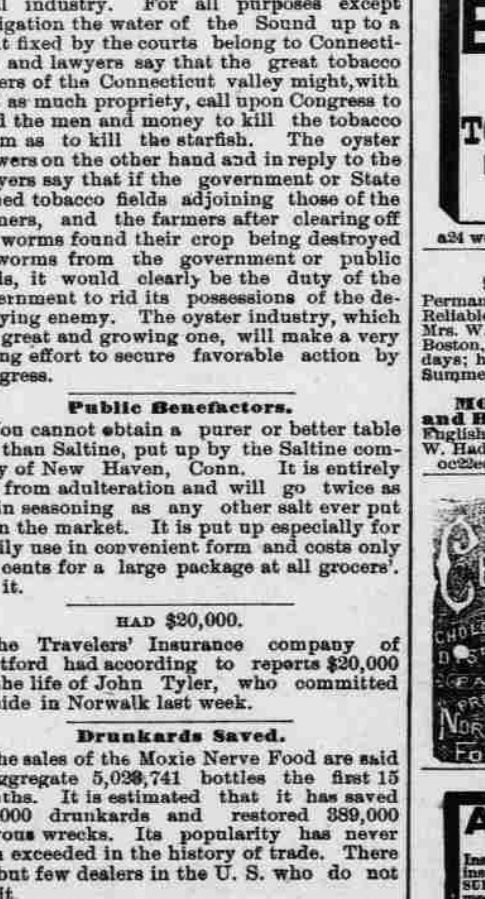 industry. For all purposes except
igation the water of the Sound up to a
t fixed by the courts belong to Connecti-
and lawyers say that the great tobacco
ers of the Connecticut valley might, with
as much propriety, call upon Congress to
d the men and money to kill the tobacco
m as to kill the starfish. The oyster
wers on the other hand and in reply to the
yers say that if the government or State
ned tobacco fields adjoining those of the
mers, and the farmers after clearing off
worms found their crop being destroyed
worms from the government or public
ds, it would clearly be the duty of the
ernment to rid its possessions of the de-
ying enemy. The oyster industry, which
great and growing one, will make a very
ng effort to secure favorable action by
gress.
Public Benefactors.
ou cannot obtain a purer or better table
than Saltine, put up by the Saltine com-
y of New Haven, Conn. It is entirely
from adulteration and will go twice as
in seasoning as any other salt ever put
n the market. It is put up especially for
ily use in convenient form and costs only
cents for a large package at all grocers'.
it.
HAD $20,000.
he Travelers' Insurance company of
tford had according to reports $20,000
he life of John Tyler, who committed
ide in Norwalk last week.
Drunkards Saved.
he sales of the Moxie Nerve Food are said
ggregate 5,028,741 bottles the first 15
ths. It is estimated that it has saved
000 drunkards and restored 389,000
vous wrecks. Its popularity has never
n exceeded in the history of trade. There
but few dealers in the U. S. who do not
it.
a24 w
Perman
Reliable
Mrs. W.
Boston,
days; h
Summe
and H
English
W. Had
oc22e
CHOLE